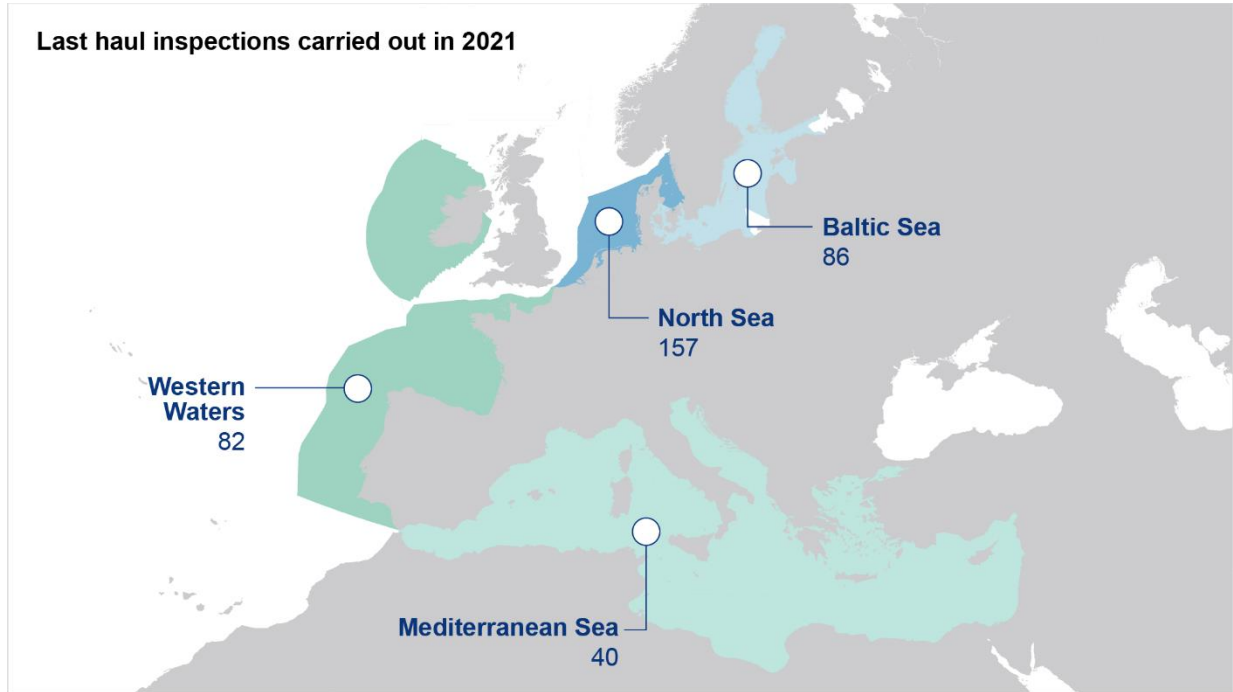 Last haul inspections carried out in 2021
Baltic Sea
86
North Sea
157
Western
Waters
82
Mediterranean Sea
40